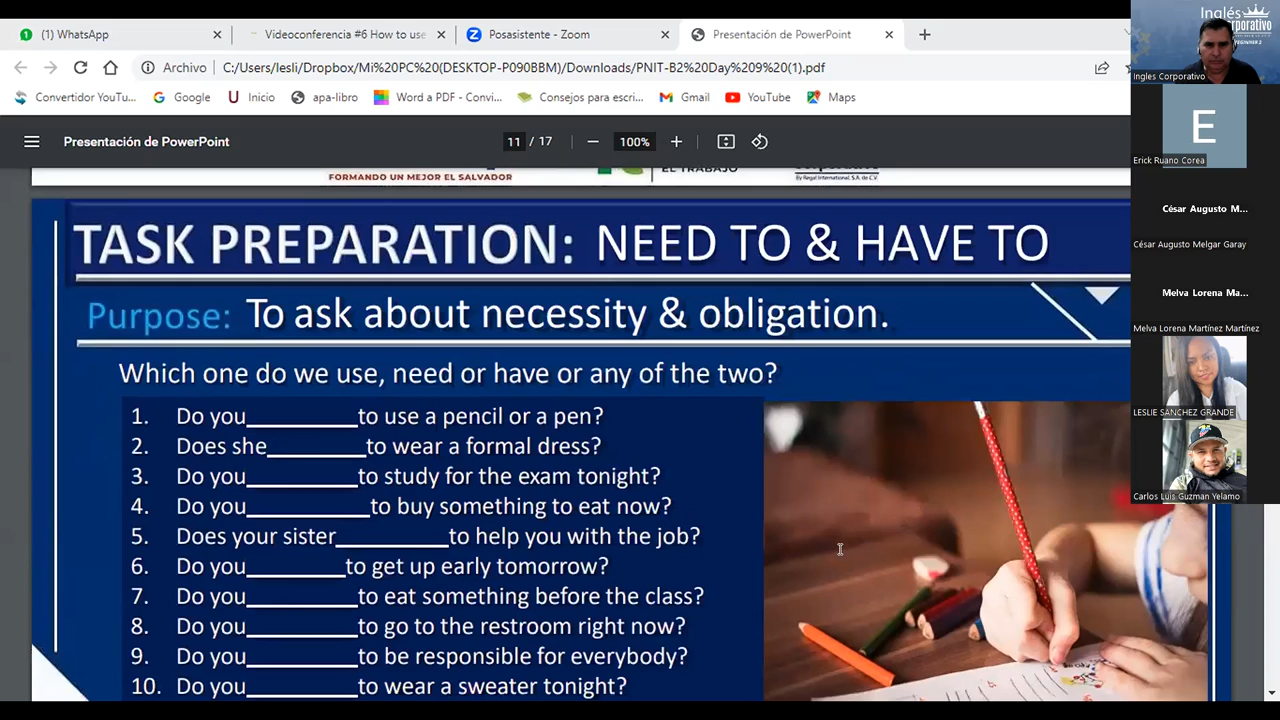 (1) WhatsApp
Videoconferencia #6 How to use
Posasistente - Zoom
Presentación de PowerPoint
Archivo
C:/Users/lesli/Dropbox/Mi%20PC%20(DESKTOP-P090BBM)/Downloads/PNIT-B2%20Day%209%20(1).pdf
Convertidor YouTu...
Google
Inicio
apa-libro
Word a PDF - Convi...
Consejos para escri...
Gmail
YouTube
Maps
Presentación de PowerPoint
11 / 17
100%
FORMANDO UN MEJOR EL SALVADOR
EL TRABAJO
By Regal International, S.A. de C.V.
TASK PREPARATION: NEED TO & HAVE TO
Purpose: To ask about necessity & obligation.
Which one do we use, need or have or any of the two?
1. Do you__________to use a pencil or a pen?
2. Does she_________to wear a formal dress?
3. Do you__________to study for the exam tonight?
4. Do you___________to buy something to eat now?
5. Does your sister__________to help you with the job?
6. Do you_________to get up early tomorrow?
7. Do you__________to eat something before the class?
8. Do you__________to go to the restroom right now?
9. Do you__________to be responsible for everybody?
10. Do you__________to wear a sweater tonight?
Inglés
Corporativo
BEGINNER 2
Ingles Corporativo
E
Erick Ruano Corea
César Augusto M...
César Augusto Melgar Garay
Melva Lorena Ma...
Melva Lorena Martínez Martínez
LESLIE SANCHEZ GRANDE
Carlos Luis Guzman Yelamo